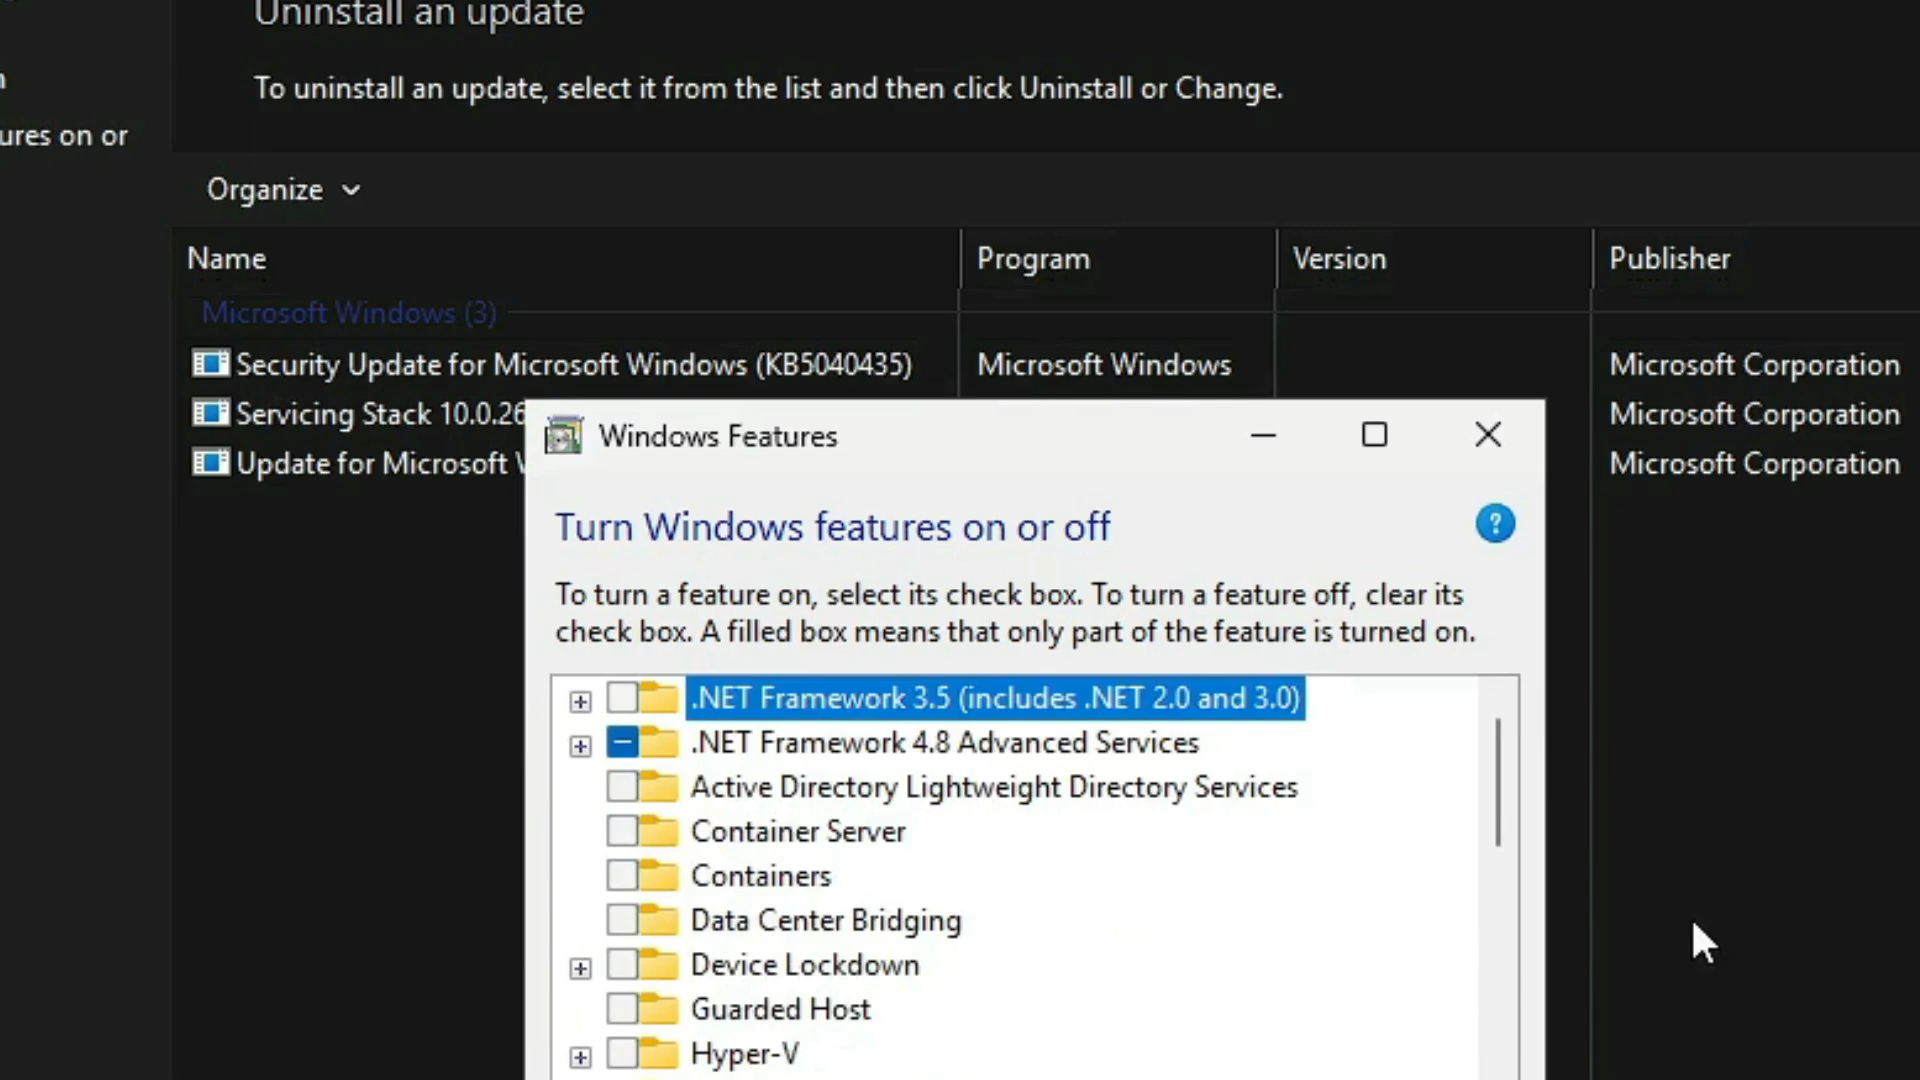 Uninstall an update
To uninstall an update, select it from the list and then click Uninstall or Change.
ures on or
Organize
Name Program Version Publisher
Microsoft Windows (3)
Security Update for Microsoft Windows (KB5040435) Microsoft Windows Microsoft Corporation
Servicing Stack 10.0.26 Microsoft Corporation
Update for Microsoft W Microsoft Corporation
Windows Features
Turn Windows features on or off
?
To turn a feature on, select its check box. To turn a feature off, clear its
check box. A filled box means that only part of the feature is turned on.
.NET Framework 3.5 (includes .NET 2.0 and 3.0)
.NET Framework 4.8 Advanced Services
Active Directory Lightweight Directory Services
Container Server
Containers
Data Center Bridging
Device Lockdown
Guarded Host
Hyper-V